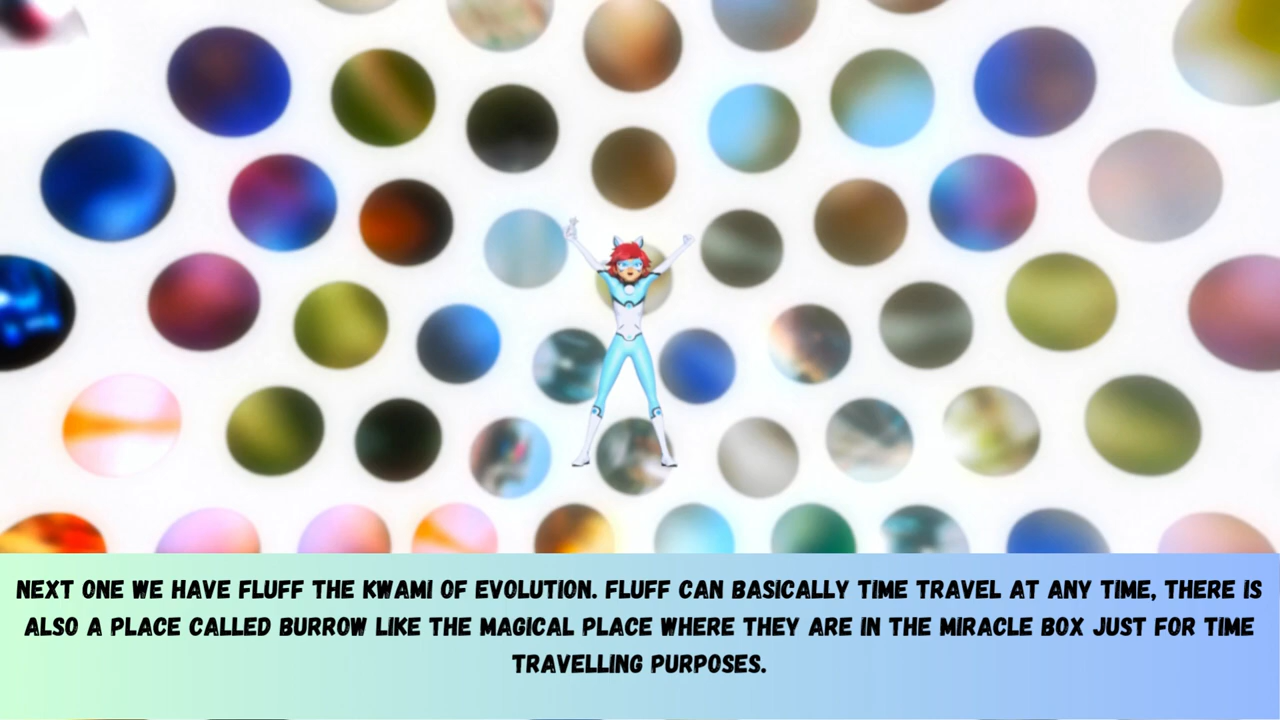 NEXT ONE WE HAVE FLUFF THE KWAMI OF EVOLUTION. FLUFF CAN BASICALLY TIME TRAVEL AT ANY TIME, THERE IS
ALSO A PLACE CALLED BURROW LIKE THE MAGICAL PLACE WHERE THEY ARE IN THE MIRACLE BOX JUST FOR TIME
TRAVELLING PURPOSES.